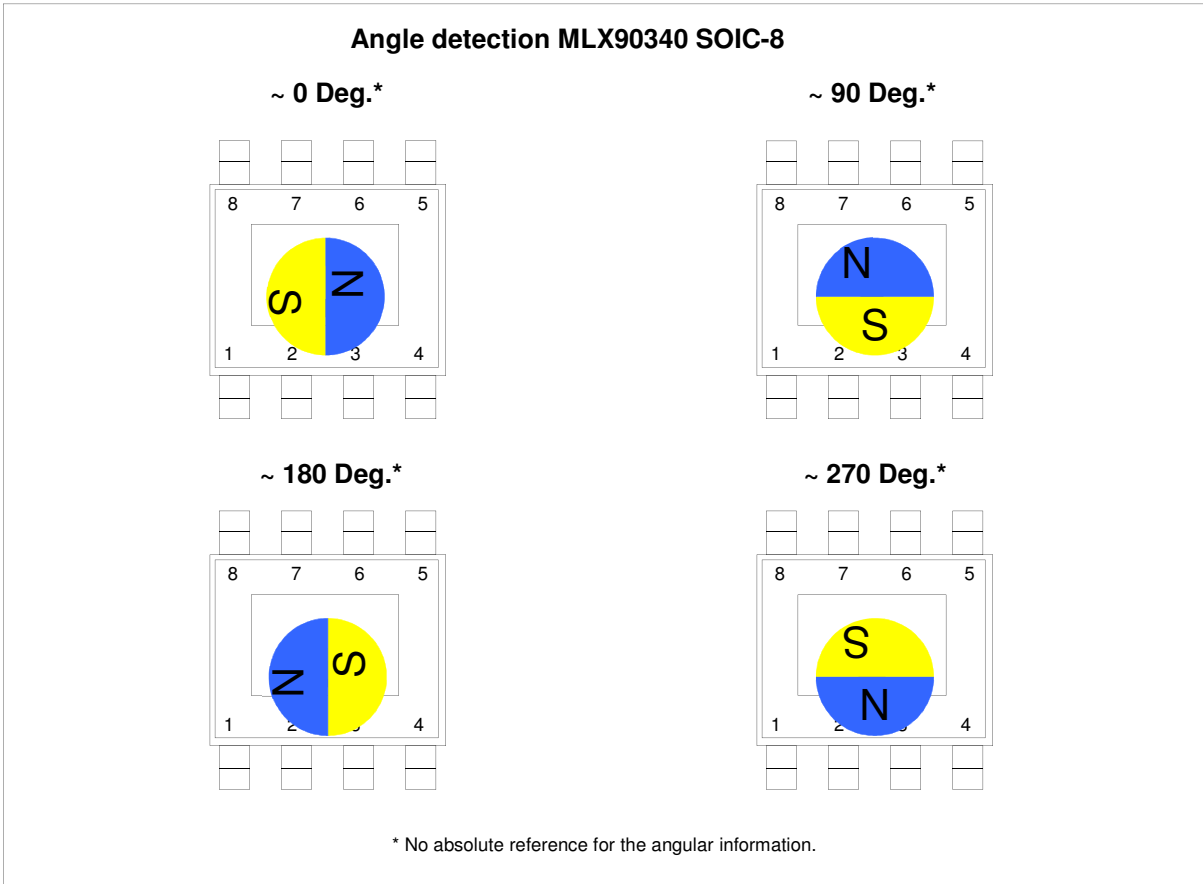 Angle detection MLX90340 SOIC-8
~ 0 Deg.*
~ 90 Deg.*
8 7 6 5
8 7 6 5
S N
N
S
1 2 3 4
1 2 3 4
~ 180 Deg.*
~ 270 Deg.*
8 7 6 5
8 7 6 5
N S
S
N
1 2 4
1 2 4
* No absolute reference for the angular information.